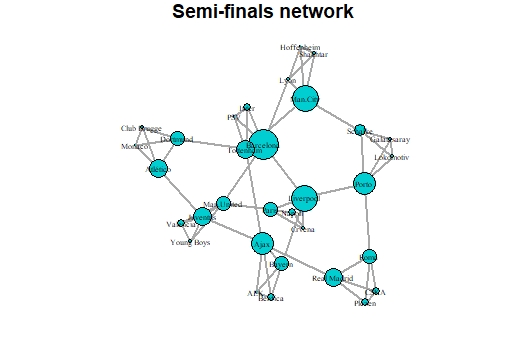 Semi-finals network
Hoffenheim
Shakhtar
Lyon
Man.City
Inter
PSV
Barcelona
Tottenham
Schalke
Galatasaray
Lokomotiv
Club Brugge
Dortmund
Monaco
Atletico
Porto
Liverpool
Man.United
Paris
Napoli
Juventus
Valencia
Crvena
Young Boys
Ajax
Roma
Bayern
Real Madrid
AEK
Benfica
CSKA
Plzen